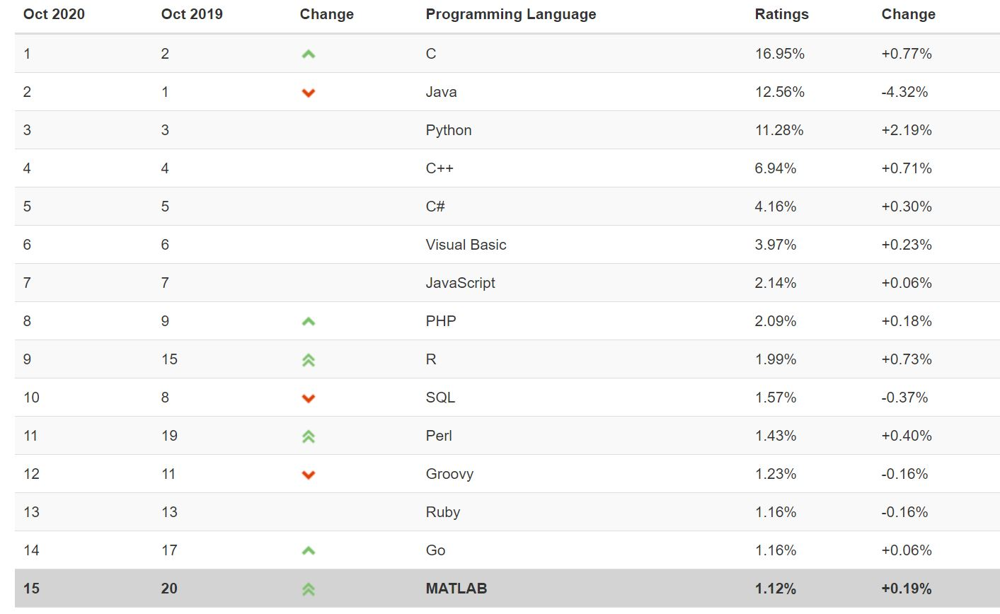 Oct 2020 Oct 2019 Change Programming Language Ratings Change
1 2 C 16.95% +0.77%
2 1 Java 12.56% -4.32%
3 3 Python 11.28% +2.19%
4 4 C++ 6.94% +0.71%
5 5 C# 4.16% +0.30%
6 6 Visual Basic 3.97% +0.23%
7 7 JavaScript 2.14% +0.06%
8 9 PHP 2.09% +0.18%
9 15 R 1.99% +0.73%
10 8 SQL 1.57% -0.37%
11 19 Perl 1.43% +0.40%
12 11 Groovy 1.23% -0.16%
13 13 Ruby 1.16% -0.16%
14 17 Go 1.16% +0.06%
15 20 MATLAB 1.12% +0.19%